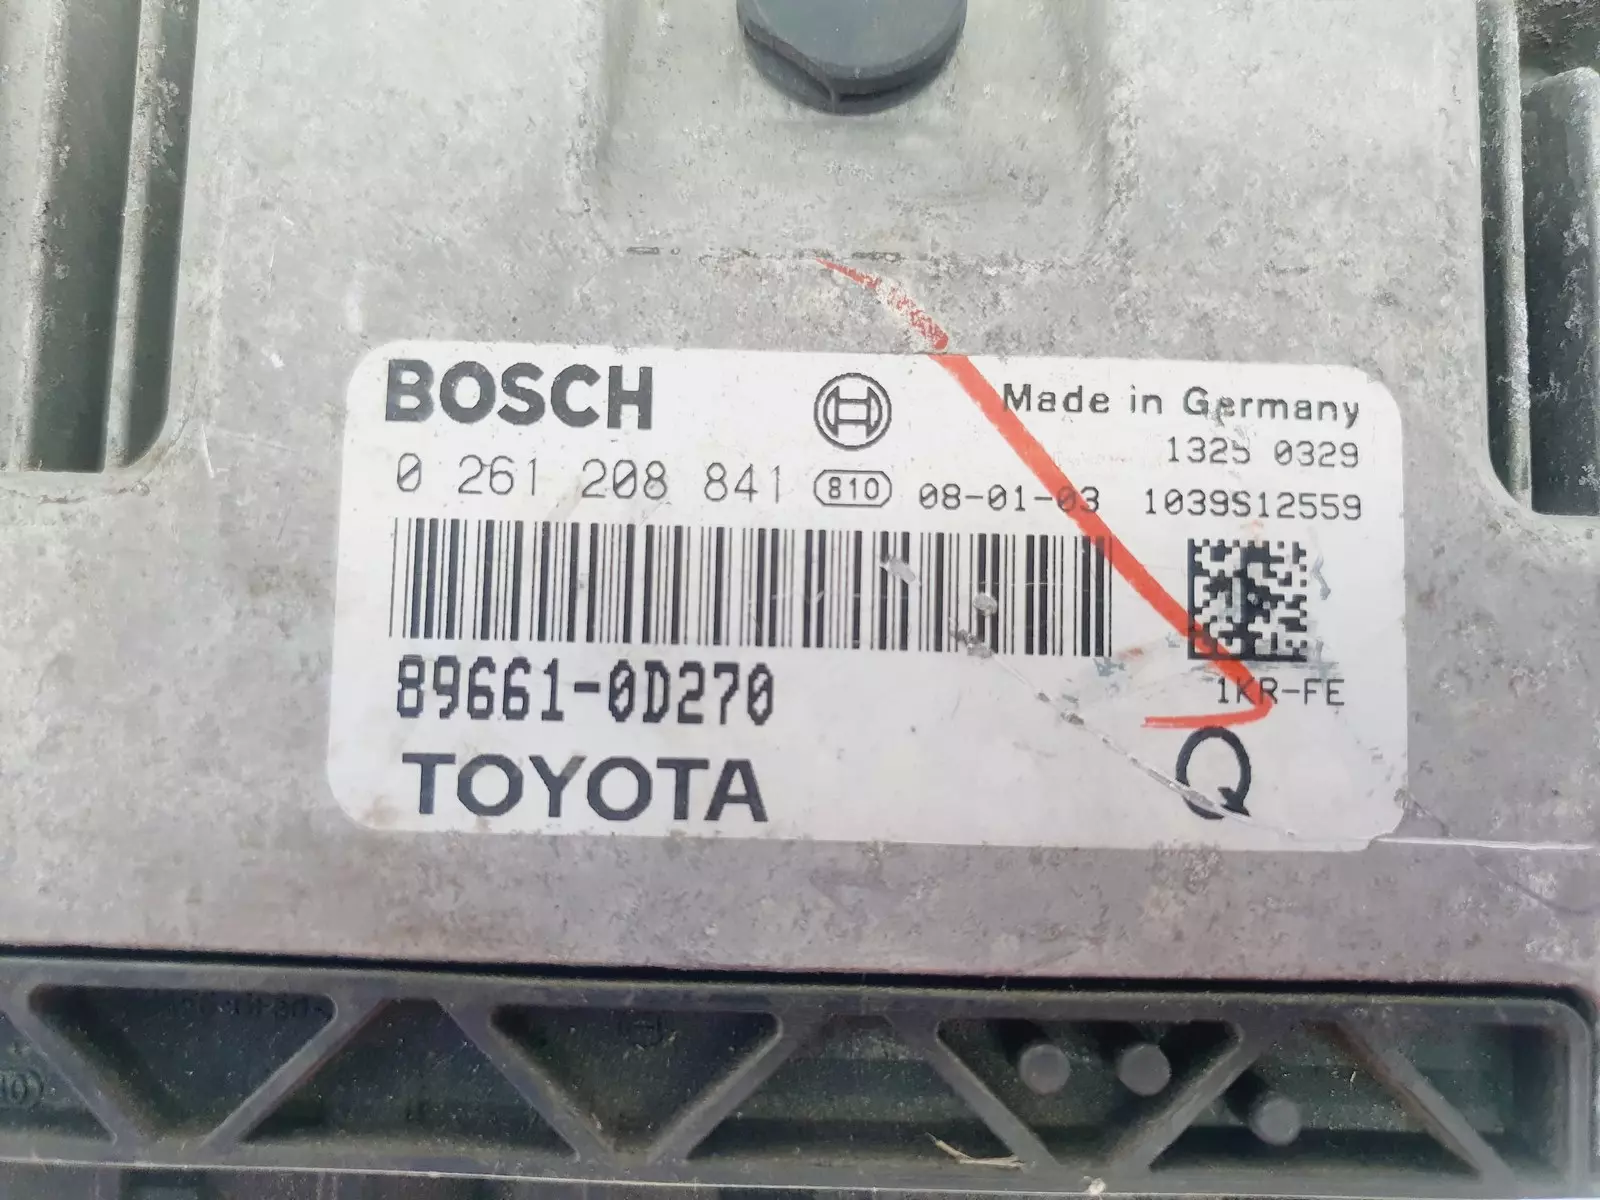 BOSCH
Made in Germany
1325 0329
0 261 208 841 810 08-01-03 1039S12559
89661-0D270
1KR-FE
TOYOTA
Q